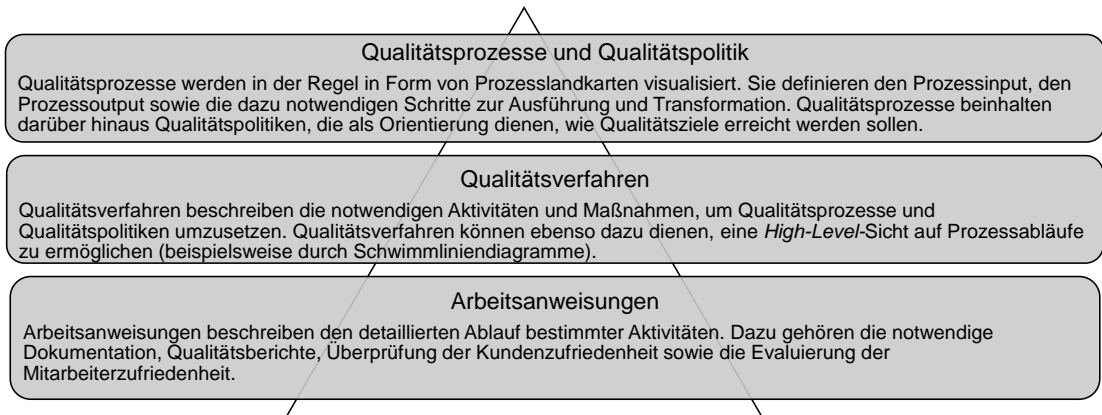 Qualitätsprozesse und Qualitätspolitik
Qualitätsprozesse werden in der Regel in Form von Prozesslandkarten visualisiert. Sie definieren den Prozessinput, den
Prozessoutput sowie die dazu notwendigen Schritte zur Ausführung und Transformation. Qualitätsprozesse beinhalten
darüber hinaus Qualitätspolitiken, die als Orientierung dienen, wie Qualitätsziele erreicht werden sollen.
Qualitätsverfahren
Qualitätsverfahren beschreiben die notwendigen Aktivitäten und Maßnahmen, um Qualitätsprozesse und
Qualitätspolitiken umzusetzen. Qualitätsverfahren können ebenso dazu dienen, eine High-Level-Sicht auf Prozessabläufe
zu ermöglichen (beispielsweise durch Schwimmliniendiagramme).
Arbeitsanweisungen
Arbeitsanweisungen beschreiben den detaillierten Ablauf bestimmter Aktivitäten. Dazu gehören die notwendige
Dokumentation, Qualitätsberichte, Überprüfung der Kundenzufriedenheit sowie die Evaluierung der
Mitarbeiterzufriedenheit.